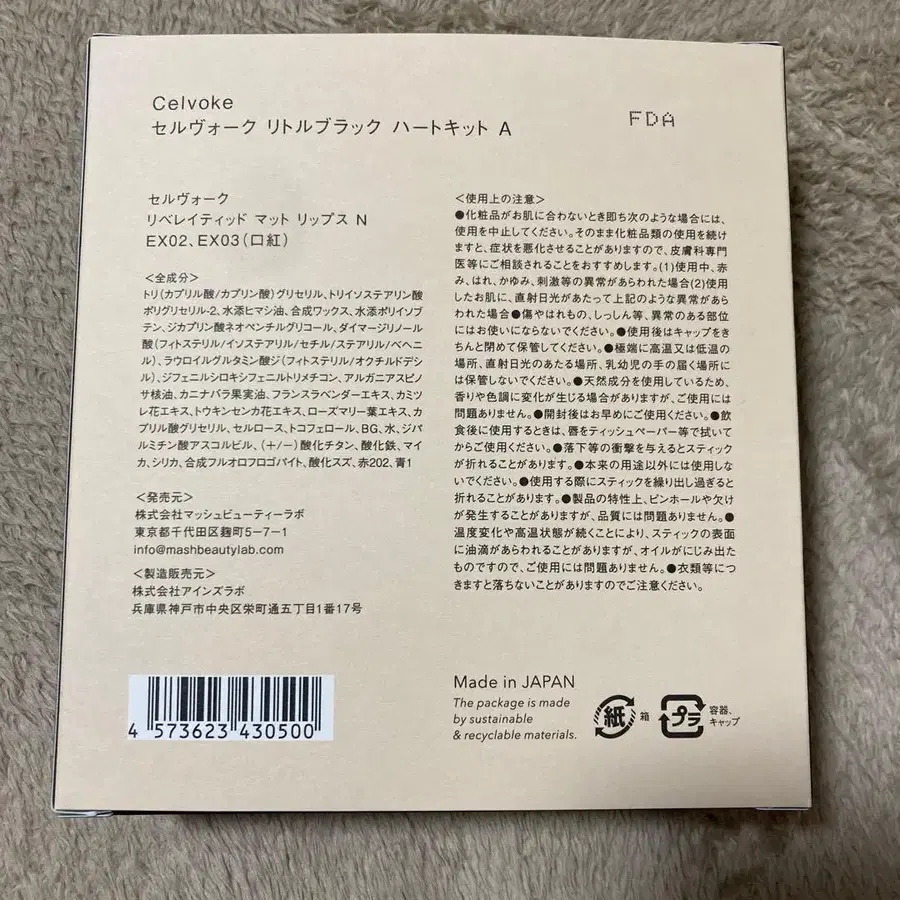 Celvoke
セルヴォーク リトルブラック ハートキット A
FDA
セルヴォーク
リベレイティッド マット リップス N
EX02、EX03(口紅)
<全成分>
トリ(カプリル酸/カプリン酸)グリセリル、トリイソステアリン酸
ポリグリセリル-2、水添ヒマシ油、合成ワックス、水添ポリイソブ
テン、ジカプリン酸ネオペンチルグリコール、ダイマージリノール
酸(フィトステリル/イソステアリル/セチル/ステアリル/ベヘニ
ル)、ラウロイルグルタミン酸ジ(フィトステリル/オクチルドデシ
ル)、ジフェニルシロキシフェニルトリメチコン、アルガニアスピノ
サ核油、カニナバラ果実油、フランスラベンダーエキス、カミツ
レ花エキス、トウキンセンカ花エキス、ローズマリー葉エキス、カ
プリル酸グリセリル、セルロース、トコフェロール、BG、水、ジパ
ルミチン酸アスコルビル、(+/-)酸化チタン、酸化鉄、マイ
カ、シリカ、合成フルオロフロゴパイト、酸化スズ、赤202、青1
<発売元>
株式会社マッシュビューティーラボ
東京都千代田区麹町5-7-1
info@mashbeautylab.com
<製造販売元>
株式会社アインズラボ
兵庫県神戸市中央区栄町通五丁目1番17号
4 573623 430500
<使用上の注意>
●化粧品がお肌に合わないとき即ち次のような場合には、
使用を中止してください。そのまま化粧品類の使用を続け
ますと、症状を悪化させることがありますので、皮膚科専門
医等にご相談されることをおすすめします。(1)使用中、赤
み、はれ、かゆみ、刺激等の異常があらわれた場合(2)使用
したお肌に、直射日光があたって上記のような異常があら
われた場合●傷やはれもの、しっしん等、異常のある部位
にはお使いにならないでください。●使用後はキャップをき
ちんと閉めて保管してください。●極端に高温又は低温の
場所、直射日光のあたる場所、乳幼児の手の届く場所に
は保管しないでください。●天然成分を使用しているため、
香りや色調に変化が生じる場合がありますが、ご使用には
問題ありません。●開封後はお早めにご使用ください。●飲
食後に使用するときは、唇をティッシュペーパー等で拭いて
からご使用ください。●落下等の衝撃を与えるとスティック
が折れることがあります。●本来の用途以外には使用しな
いでください。●使用する際にスティックを繰り出し過ぎると
折れることがあります。●製品の特性上、ピンホールや欠け
が発生することがありますが、品質には問題ありません。●
温度変化や高温状態が続くことにより、スティックの表面
に油滴があらわれることがありますが、オイルがにじみ出た
ものですので、ご使用には問題ありません。●衣類等につ
きますと落ちないことがありますのでご注意ください。
Made in JAPAN
The package is made
by sustainable
& recyclable materials.
紙 箱
プラ 容器、
キャップ